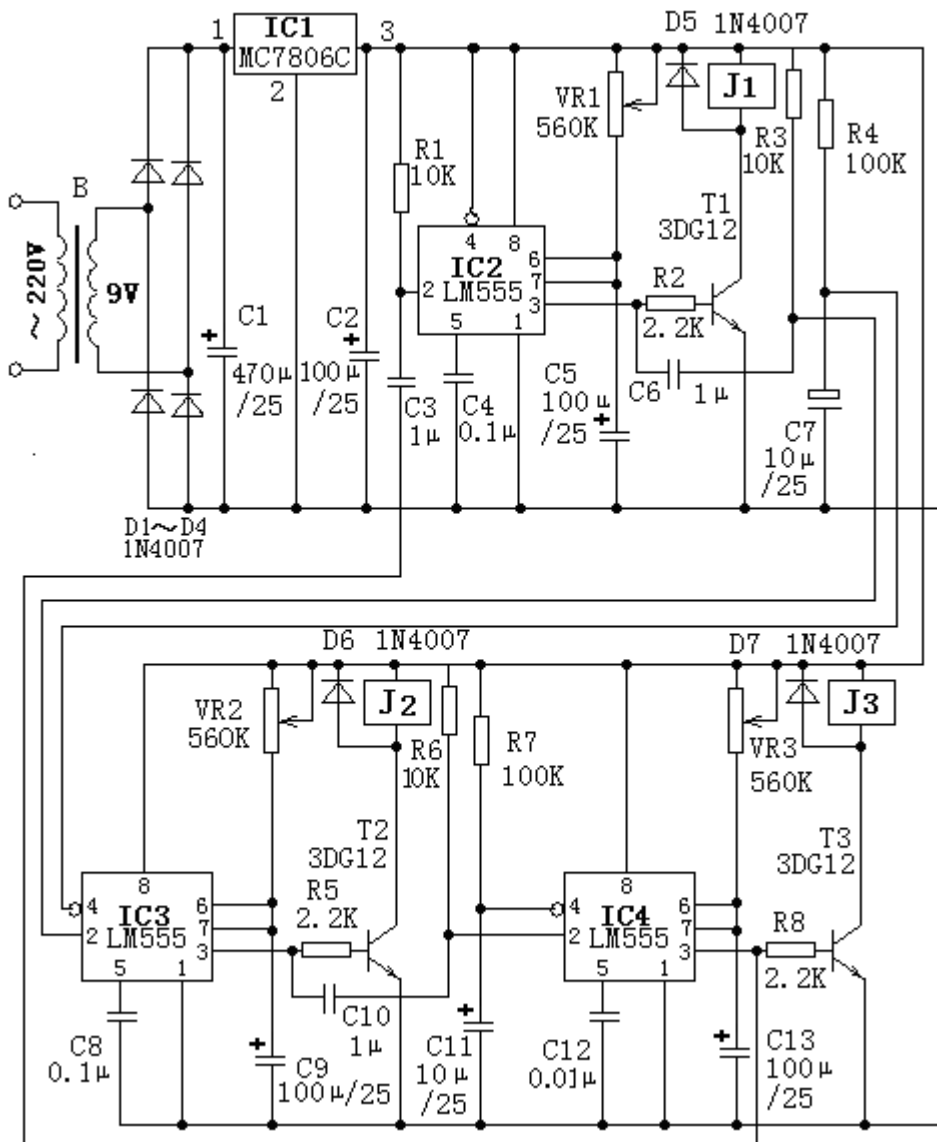 1
IC1
MC7806C
3
2
D5
1N4007
J1
VR1
560K
R3
10K
R4
100K
R1
10K
B
~220V
9V
T1
3DG12
4
8
IC2
LM555
6
7
3
2
5
1
R2
2.2K
C1
470μ
/25
C2
100μ
/25
C3
1μ
C4
0.1μ
C5
100μ
/25
C6
1μ
C7
10μ
/25
D1~D4
1N4007
D6
1N4007
J2
VR2
560K
R6
10K
R7
100K
D7
1N4007
J3
VR3
560K
T2
3DG12
T3
3DG12
8
4
IC3
LM555
6
7
3
2
5
1
R5
2.2K
8
4
IC4
LM555
6
7
3
2
5
1
R8
2.2K
C8
0.1μ
C9
100μ/25
C10
1μ
C11
10μ
/25
C12
0.01μ
C13
100μ
/25